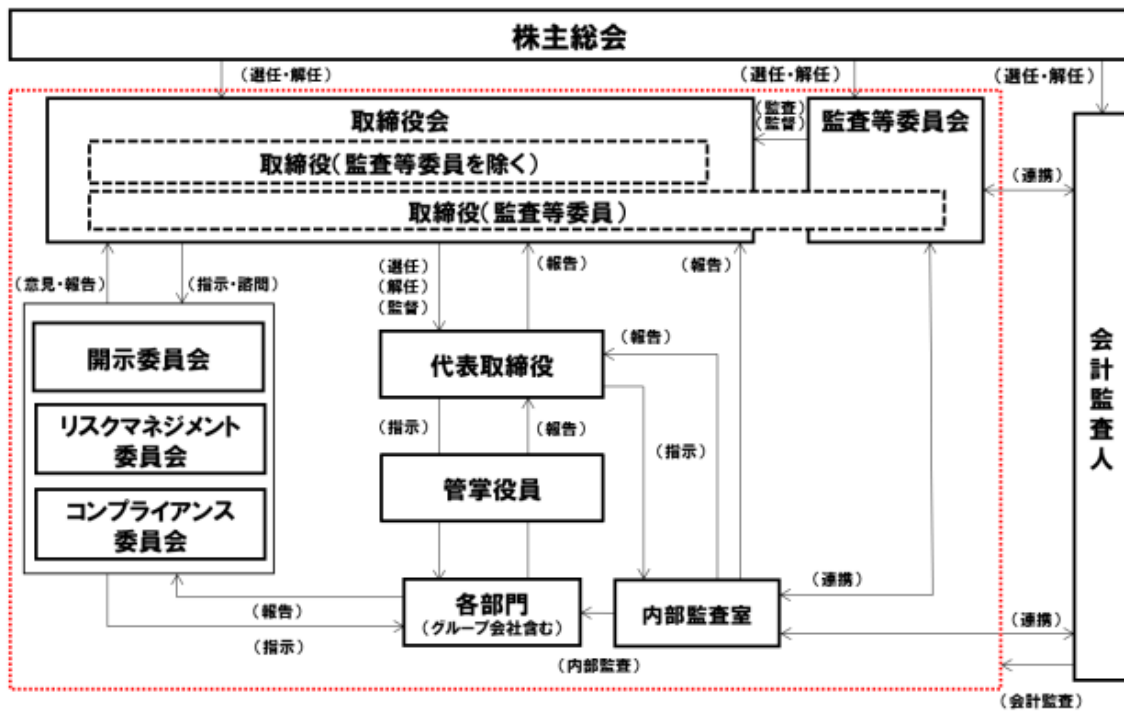 株主総会
(選任・解任)
(選任・解任)
(選任・解任)
取締役会
(監査)
(監督)
監査等委員会
取締役(監査等委員を除く)
取締役(監査等委員)
(連携)
(意見・報告)
(指示・諮問)
(選任)
(解任)
(監督)
(報告)
(報告)
開示委員会
リスクマネジメント
委員会
コンプライアンス
委員会
代表取締役
(報告)
(指示)
(報告)
(指示)
管掌役員
会計監査人
各部門
(グループ会社含む)
内部監査室
(連携)
(報告)
(指示)
(内部監査)
(連携)
(会計監査)